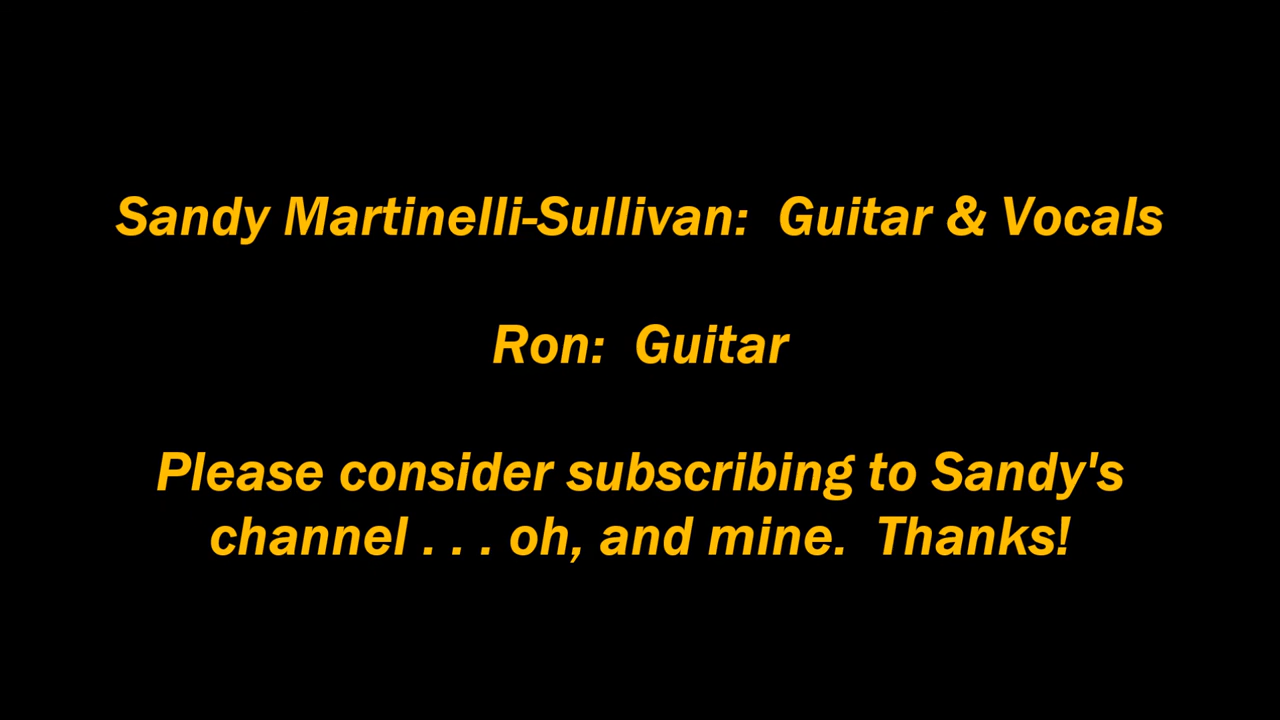 Sandy Martinelli-Sullivan:  Guitar & Vocals
Ron:  Guitar
Please consider subscribing to Sandy's
channel . . . oh, and mine.  Thanks!